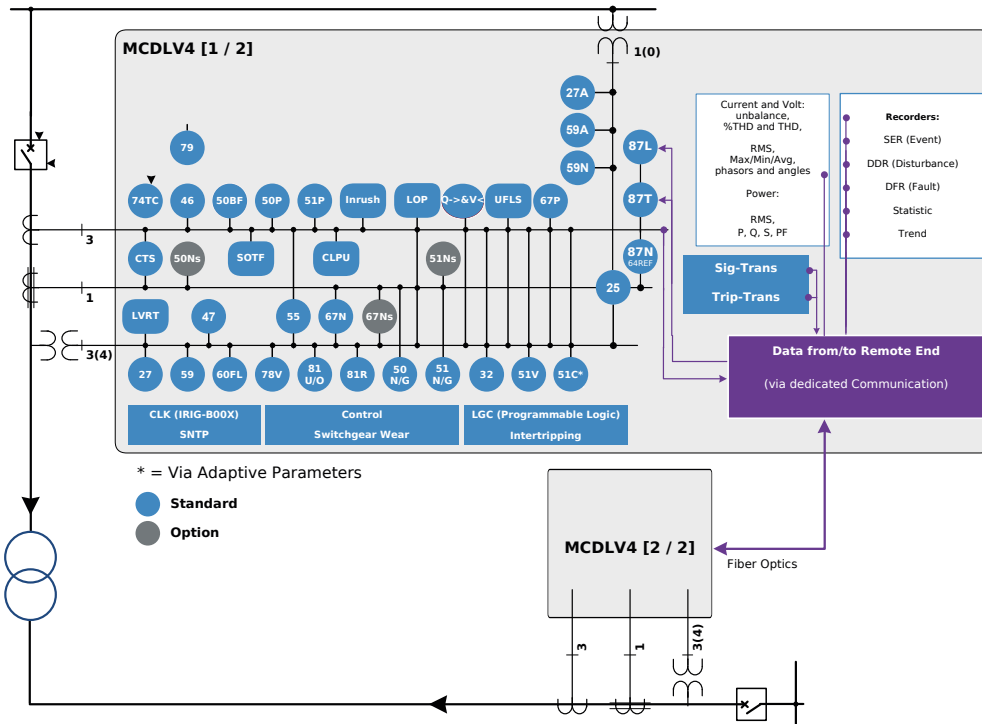 MCDLV4 [1 / 2]
1(0)
27A
59A
59N
87L
87T
87N
64REF
25
79
74TC
46
50BF
50P
51P
Inrush
LOP
Q->&V<
UFLS
67P
3
CTS
50Ns
SOTF
CLPU
51Ns
1
LVRT
47
55
67N
67Ns
3(4)
27
59
60FL
78V
81
U/O
81R
50
N/G
51
N/G
32
51V
51C*
CLK (IRIG-B00X)
SNTP
Control
Switchgear Wear
LGC (Programmable Logic)
Intertripping
Current and Volt:
unbalance,
%THD and THD,
RMS,
Max/Min/Avg,
phasors and angles
Power:
RMS,
P, Q, S, PF
Recorders:
SER (Event)
DDR (Disturbance)
DFR (Fault)
Statistic
Trend
Sig-Trans
Trip-Trans
Data from/to Remote End
(via dedicated Communication)
* = Via Adaptive Parameters
Standard
Option
MCDLV4 [2 / 2]
Fiber Optics
3
1
3(4)